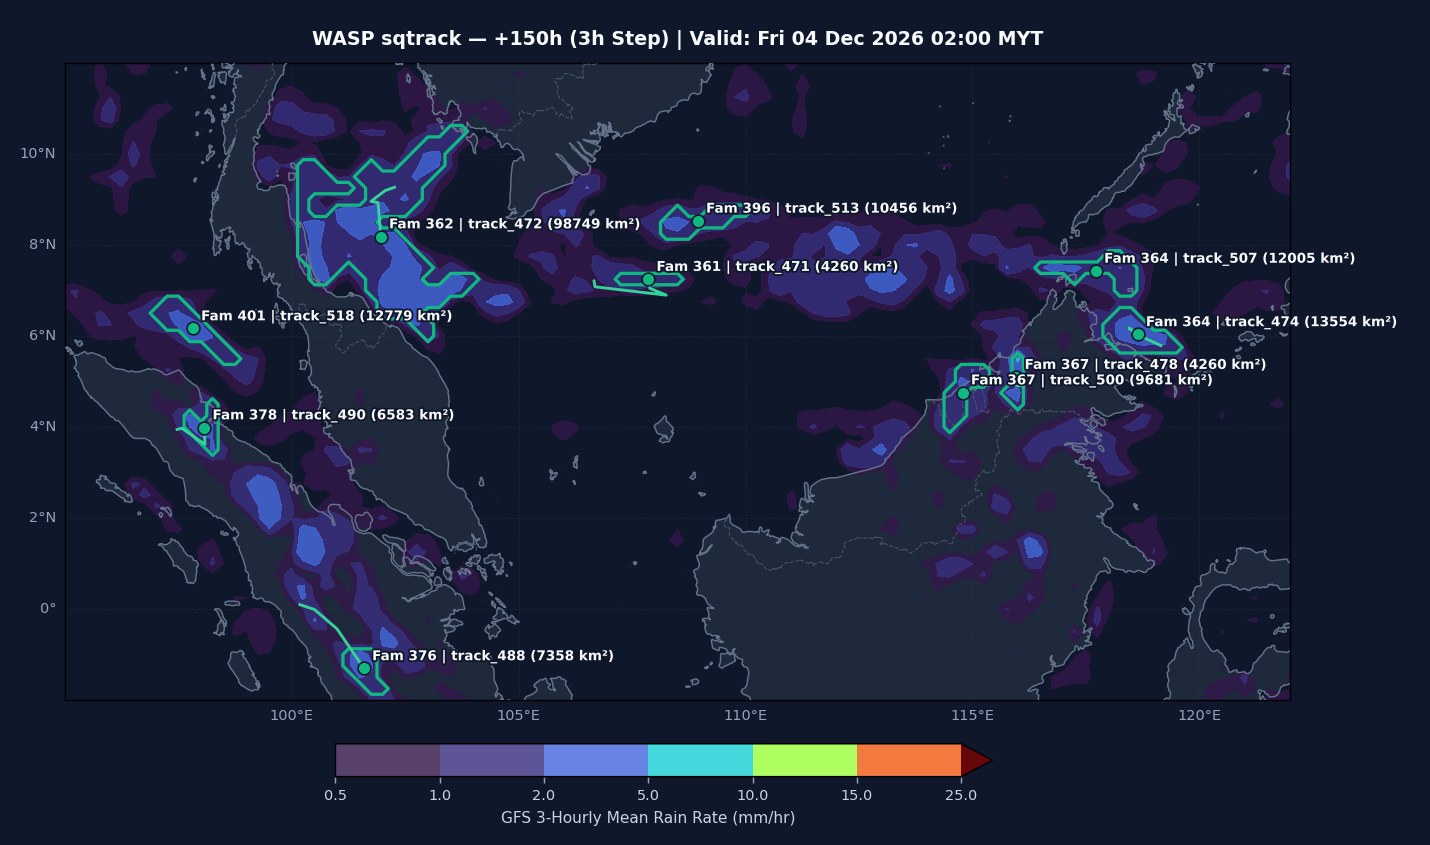 WASP sqtrack — +150h (3h Step) | Valid: Fri 04 Dec 2026 02:00 MYT
10°N
8°N
6°N
4°N
2°N
0°
Fam 396 | track_513 (10456 km²)
Fam 362 | track_472 (98749 km²)
Fam 364 | track_507 (12005 km²)
Fam 361 | track_471 (4260 km²)
Fam 401 | track_518 (12779 km²)
Fam 364 | track_474 (13554 km²)
Fam 367 | track_478 (4260 km²)
Fam 367 | track_500 (9681 km²)
Fam 378 | track_490 (6583 km²)
Fam 376 | track_488 (7358 km²)
100°E 105°E 110°E 115°E 120°E
0.5 1.0 2.0 5.0 10.0 15.0 25.0
GFS 3-Hourly Mean Rain Rate (mm/hr)